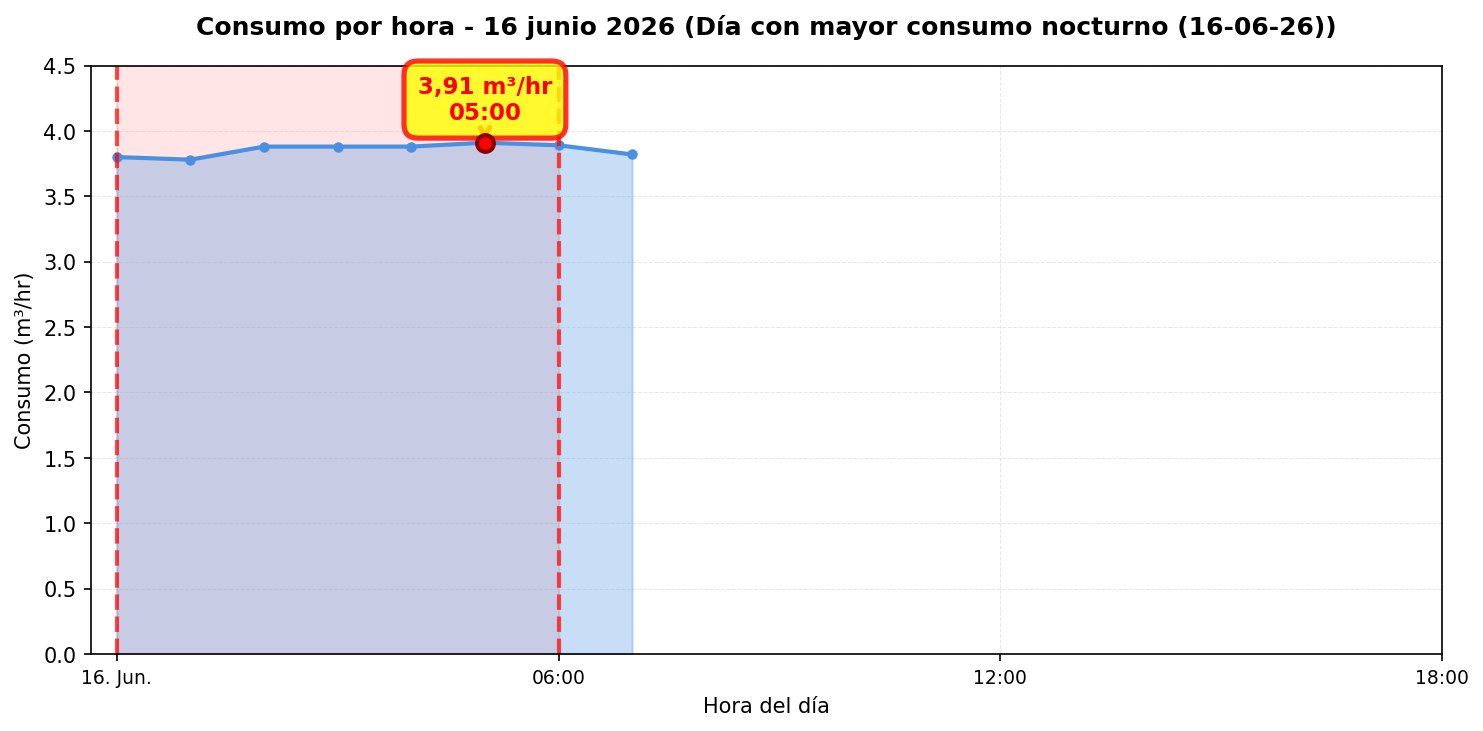 Consumo por hora - 16 junio 2026 (Día con mayor consumo nocturno (16-06-26))
3,91 m³/hr
05:00
Consumo (m³/hr)
4.5
4.0
3.5
3.0
2.5
2.0
1.5
1.0
0.5
0.0
16. Jun.
06:00
12:00
18:00
Hora del día